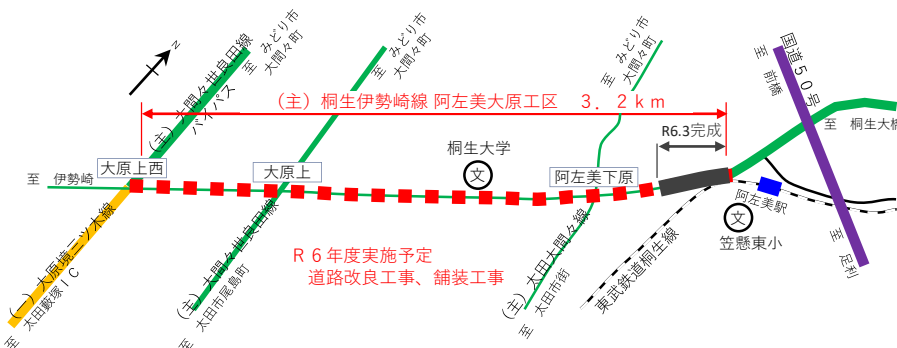 N
至 みどり市
大間々町
(主)大間々世良田線
バイパス
至 みどり市
大間々町
至 みどり市
大間々町
国道50号
至 前橋
(主)桐生伊勢崎線 阿左美大原工区 3.2km
R6.3完成
至 桐生大橋
桐生大学
文
大原上西
大原上
阿左美下原
至 伊勢崎
阿左美駅
文
笠懸東小
至 足利
(一)大原境三ツ木線
至 太田藪塚IC
(主)大間々世良田線
至 太田市尾島町
R6年度実施予定
道路改良工事、舗装工事
(主)太田大間々線
至 太田市街
東武鉄道桐生線